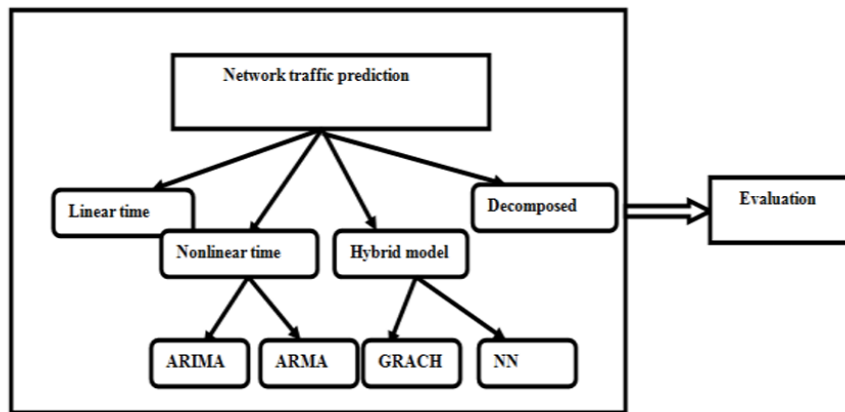 Network traffic prediction
Linear time
Decomposed
Evaluation
Nonlinear time
Hybrid model
ARIMA
ARMA
GRACH
NN